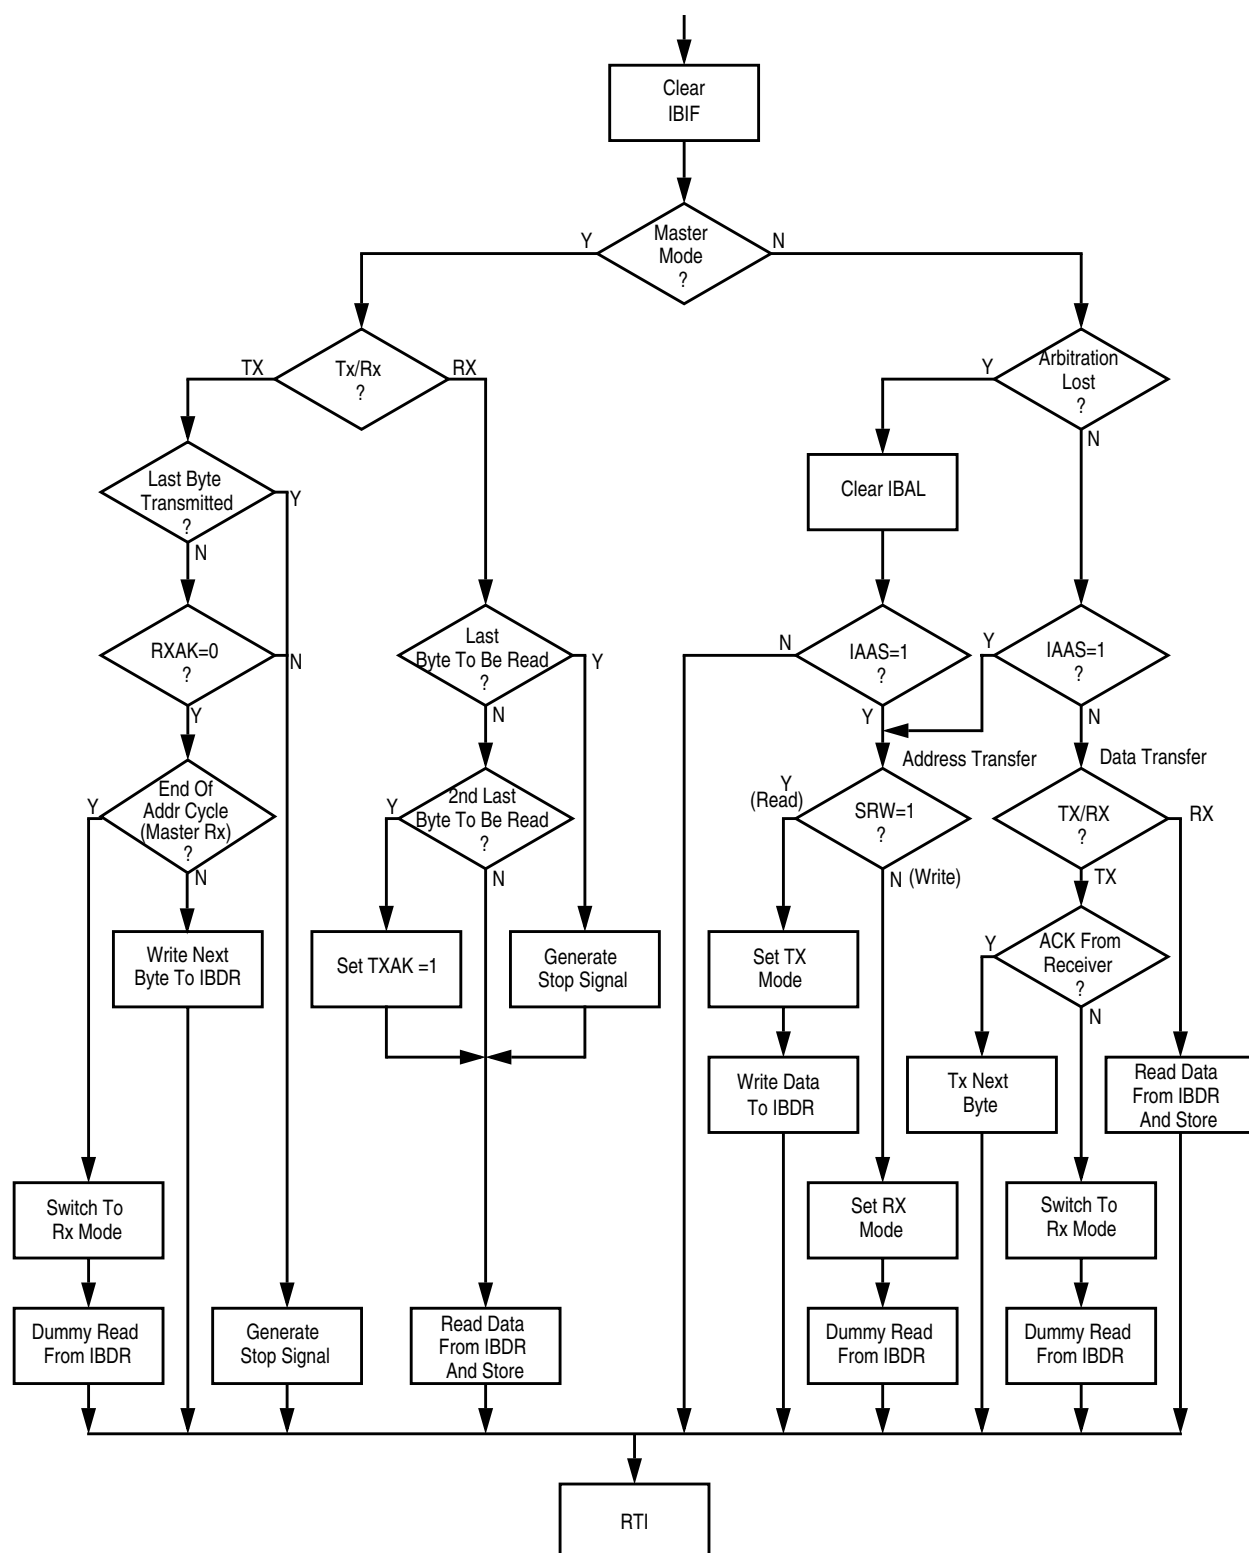 Clear
IBIF
Master
Mode
?
Y
N
Tx/Rx
?
TX
RX
Arbitration
Lost
?
Y
N
Last Byte
Transmitted
?
Y
N
Clear IBAL
RXAK=0
?
N
Y
Last
Byte To Be Read
?
Y
N
IAAS=1
?
N
Y
IAAS=1
?
Y
N
Address Transfer
Data Transfer
End Of
Addr Cycle
(Master Rx)
?
Y
N
2nd Last
Byte To Be Read
?
Y
N
Y
(Read)
SRW=1
?
N (Write)
TX/RX
?
RX
TX
Write Next
Byte To IBDR
Set TXAK =1
Generate
Stop Signal
Set TX
Mode
ACK From
Receiver
?
Y
N
Write Data
To IBDR
Tx Next
Byte
Read Data
From IBDR
And Store
Switch To
Rx Mode
Set RX
Mode
Switch To
Rx Mode
Dummy Read
From IBDR
Generate
Stop Signal
Read Data
From IBDR
And Store
Dummy Read
From IBDR
Dummy Read
From IBDR
RTI